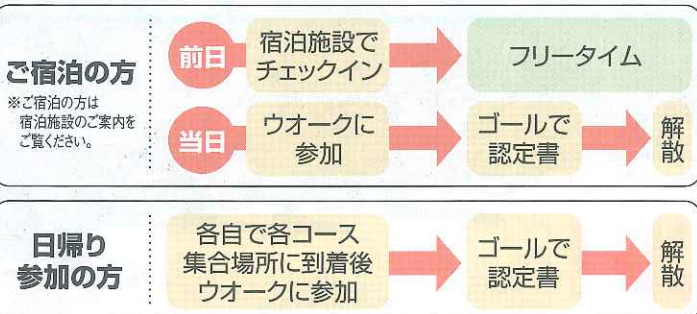 ご宿泊の方
※ご宿泊の方は
宿泊施設のご案内を
ご覧ください。
前日
宿泊施設で
チェックイン
フリータイム
当日
ウオークに
参加
ゴールで
認定書
解散
日帰り
参加の方
各自で各コース
集合場所に到着後
ウオークに参加
ゴールで
認定書
解散